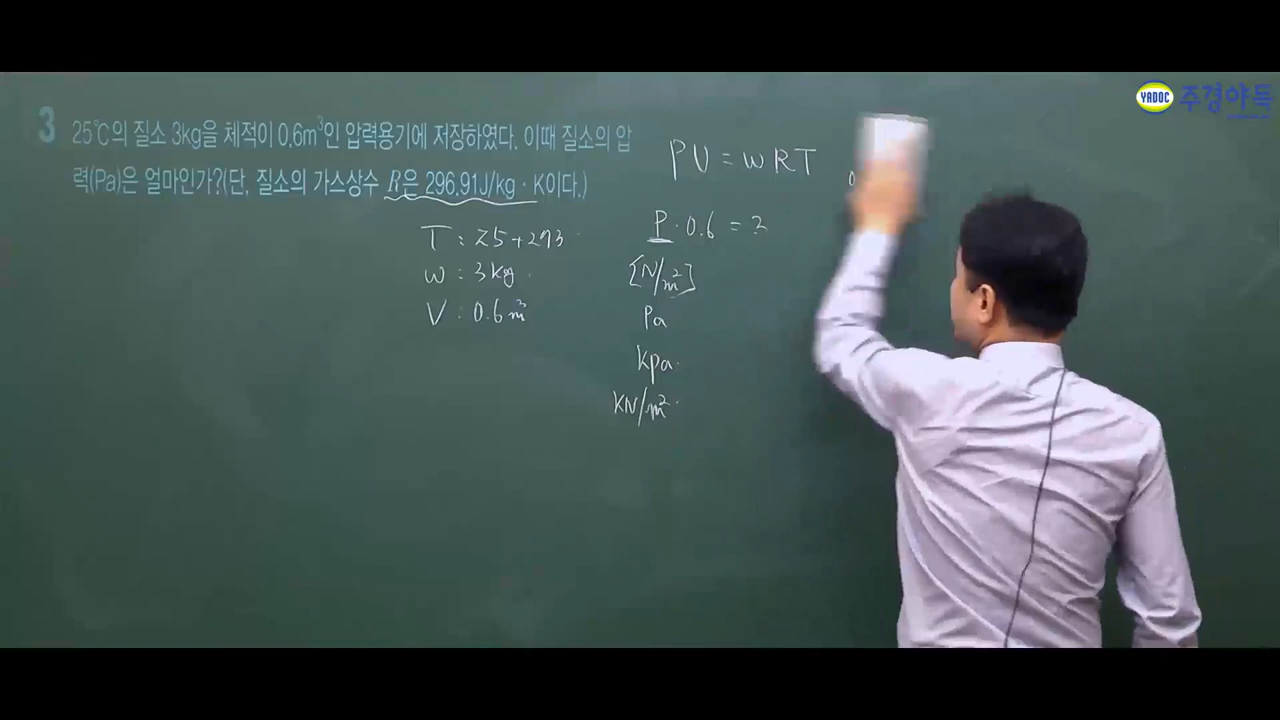 YADOC 주경야독
3 25℃의 질소 3kg을 체적이 0.6m³인 압력용기에 저장하였다. 이때 질소의 압
력(Pa)은 얼마인가?(단, 질소의 가스상수 R은 296.91J/kg · K이다.)
PV = WRT
T : 25+273
W : 3kg
V : 0.6m³
P · 0.6 = 3
[N/m²]
Pa
Kpa
KN/m²